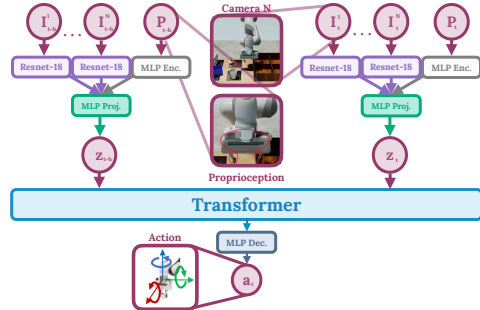 Camera N
I¹ₜ₋ₕ ... Iᴺₜ₋ₕ Pₜ₋ₕ
I¹ₜ ... Iᴺₜ Pₜ
Resnet-18 Resnet-18 MLP Enc.
Resnet-18 Resnet-18 MLP Enc.
MLP Proj.
MLP Proj.
zₜ₋ₕ
zₜ
Proprioception
Transformer
Action
MLP Dec.
aₜ